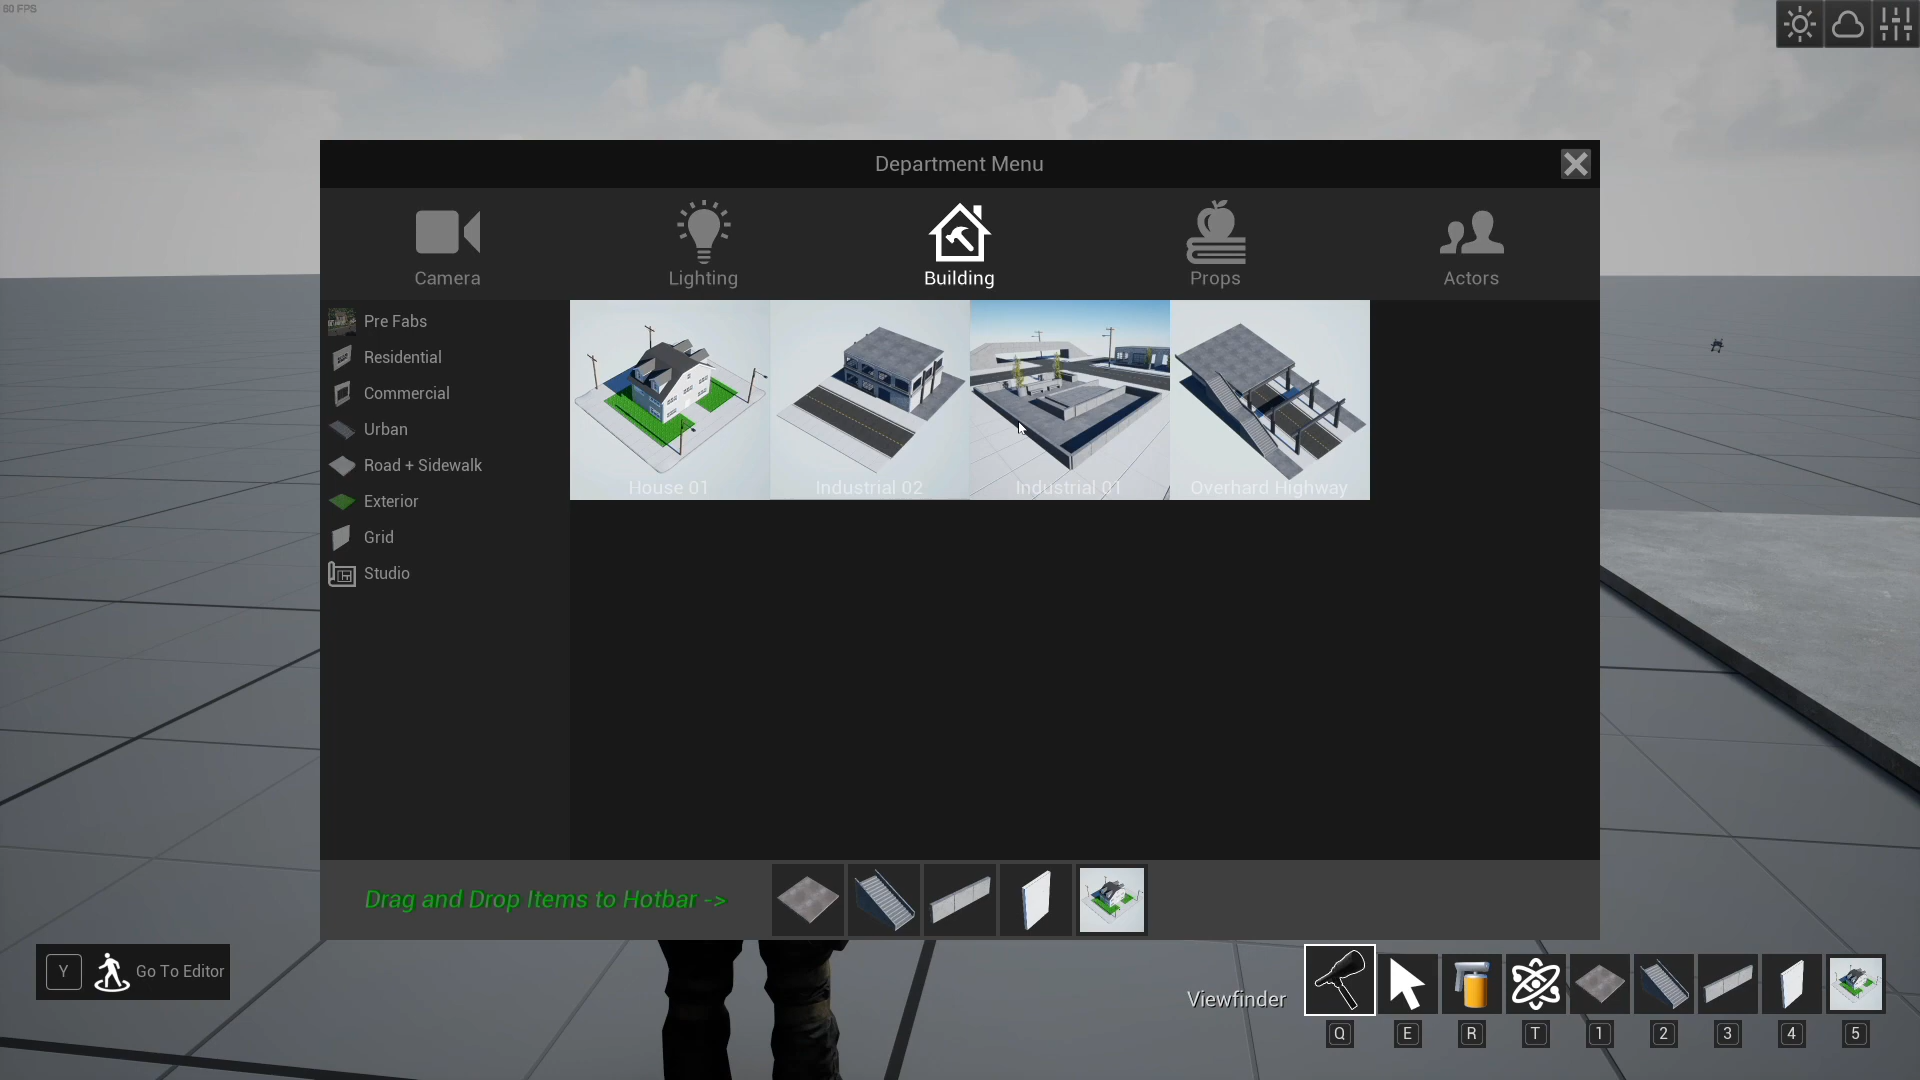 60 FPS
Department Menu
Camera
Lighting
Building
Props
Actors
Pre Fabs
Residential
Commercial
Urban
Road + Sidewalk
Exterior
Grid
Studio
House 01
Industrial 02
Industrial 01
Overhard Highway
Drag and Drop Items to Hotbar ->
Y
Go To Editor
Viewfinder
Q
E
R
T
1
2
3
4
5